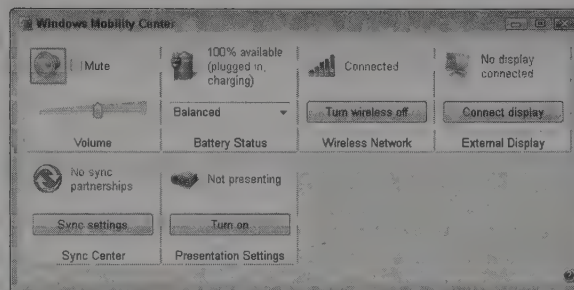 Windows Mobility Center
Mute
Volume
100% available
(plugged in,
charging)
Balanced
Battery Status
Connected
Turn wireless off
Wireless Network
No display
connected
Connect display
External Display
No sync
partnerships
Sync settings
Sync Center
Not presenting
Turn on
Presentation Settings